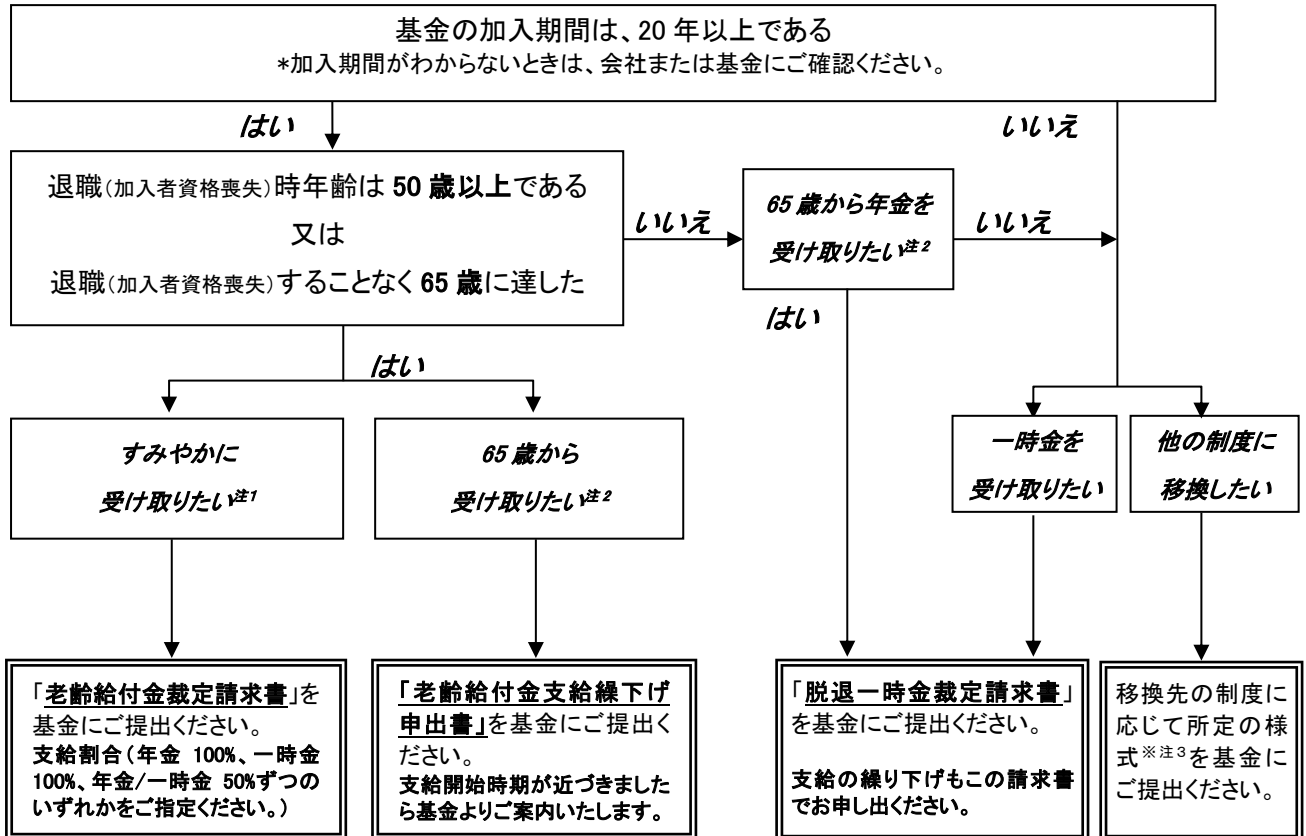 基金の加入期間は、20 年以上である
*加入期間がわからないときは、会社または基金にご確認ください。
はい
いいえ
退職(加入者資格喪失)時年齢は 50 歳以上である
又は
退職(加入者資格喪失)することなく 65 歳に達した
いいえ
65 歳から年金を
受け取りたい注2
いいえ
はい
はい
すみやかに
受け取りたい注1
65 歳から
受け取りたい注2
一時金を
受け取りたい
他の制度に
移換したい
「老齢給付金裁定請求書」を
基金にご提出ください。
支給割合(年金 100%、一時金
100%、年金/一時金 50%ずつの
いずれかをご指定ください。)
「老齢給付金支給繰下げ
申出書」を基金にご提出く
ださい。
支給開始時期が近づきました
ら基金よりご案内いたします。
「脱退一時金裁定請求書」
を基金にご提出ください。
支給の繰り下げもこの請求書
でお申し出ください。
移換先の制度に
応じて所定の様
式※注3を基金に
ご提出ください。